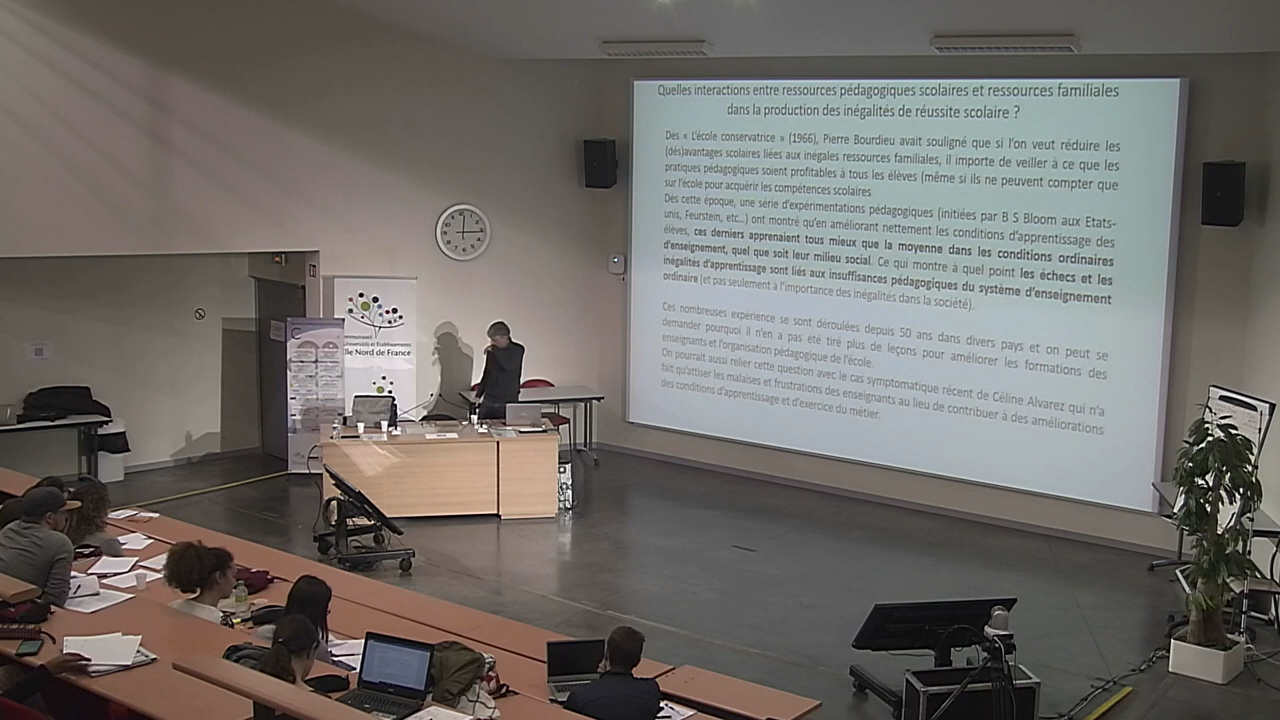 Quelles interactions entre ressources pédagogiques scolaires et ressources familiales
dans la production des inégalités de réussite scolaire ?
Dès « L'école conservatrice » (1966), Pierre Bourdieu avait souligné que si l'on veut réduire les
(dés)avantages scolaires liées aux inégales ressources familiales, il importe de veiller à ce que les
pratiques pédagogiques soient profitables à tous les élèves (même si ils ne peuvent compter que
sur l'école pour acquérir les compétences scolaires
Dès cette époque, une série d'expérimentations pédagogiques (initiées par B S Bloom aux Etats-
unis, Feurstein, etc...) ont montré qu'en améliorant nettement les conditions d'apprentissage des
élèves, ces derniers apprenaient tous mieux que la moyenne dans les conditions ordinaires
d'enseignement, quel que soit leur milieu social. Ce qui montre à quel point les échecs et les
inégalités d'apprentissage sont liés aux insuffisances pédagogiques du système d'enseignement
ordinaire (et pas seulement à l'importance des inégalités dans la société).
Ces nombreuses expérience se sont déroulées depuis 50 ans dans divers pays et on peut se
demander pourquoi il n'en a pas été tiré plus de leçons pour améliorer les formations des
enseignants et l'organisation pédagogique de l'école.
On pourrait aussi relier cette question avec le cas symptomatique récent de Céline Alvarez qui n'a
fait qu'attiser les malaises et frustrations des enseignants au lieu de contribuer à des améliorations
des conditions d'apprentissage et d'exercice du métier.
Universités et Etablissements
lle Nord de France